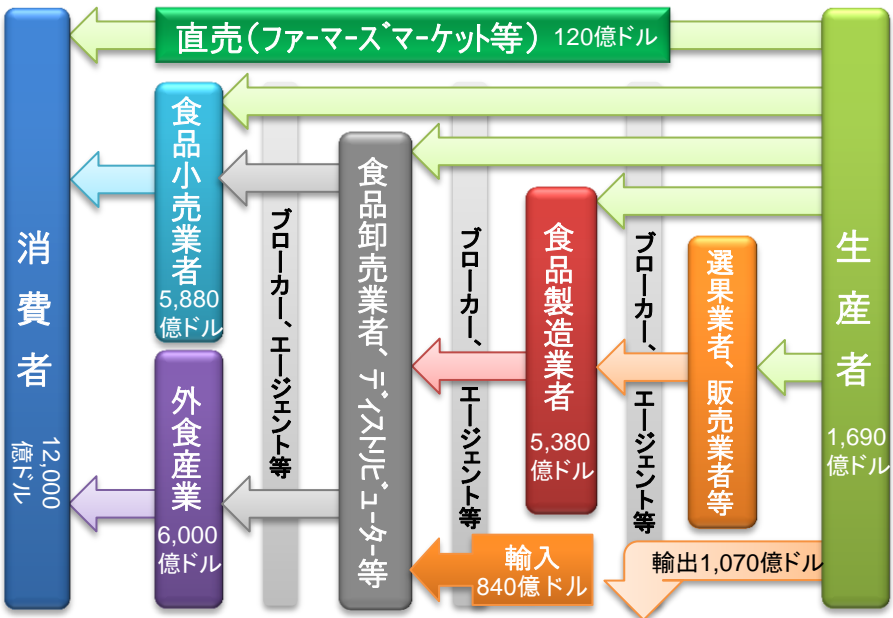 直売(ファーマーズマーケット等) 120億ドル
消費者
12,000
億ドル
食品小売業者
5,880
億ドル
外食産業
6,000
億ドル
ブローカー、エージェント等
食品卸売業者、ディストリビューター等
ブローカー、エージェント等
食品製造業者
5,380
億ドル
ブローカー、エージェント等
選果業者、販売業者等
生産者
1,690
億ドル
輸入
840億ドル
輸出1,070億ドル